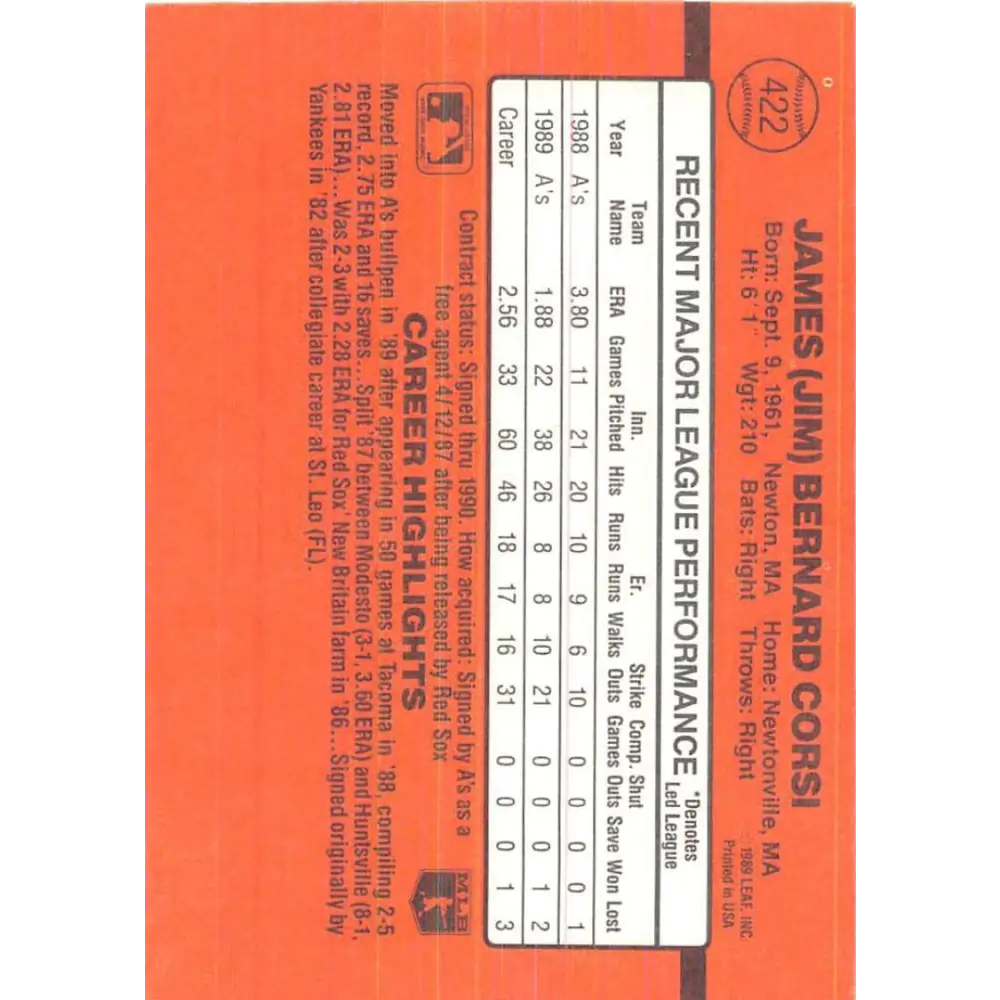 422
JAMES (JIM) BERNARD CORSI
Born: Sept. 9, 1961, Newton, MA Home: Newtonville, MA
Ht: 6'1" Wgt: 210 Bats: Right Throws: Right
© 1989 LEAF, INC.
Printed in USA
RECENT MAJOR LEAGUE PERFORMANCE *Denotes
Led League
Team Inn. Er. Strike Comp. Shut
Year Name ERA Games Pitched Hits Runs Runs Walks Outs Games Outs Save Won Lost
1988 A's 3.80 11 21 20 10 9 6 10 0 0 0 0 1
1989 A's 1.88 22 38 26 8 8 10 21 0 0 0 1 2
Career 2.56 33 60 46 18 17 16 31 0 0 0 1 3
Contract status: Signed thru 1990. How acquired: Signed by A's as a
free agent 4/12/87 after being released by Red Sox
CAREER HIGHLIGHTS
MLB
Moved into A's bullpen in '89 after appearing in 50 games at Tacoma in '88, compiling 2-5
record, 2.75 ERA and 16 saves...Split '87 between Modesto (3-1, 3.60 ERA) and Huntsville (8-1,
2.81 ERA)...Was 2-3 with 2.28 ERA for Red Sox' New Britain farm in '86...Signed originally by
Yankees in '82 after collegiate career at St. Leo (FL).